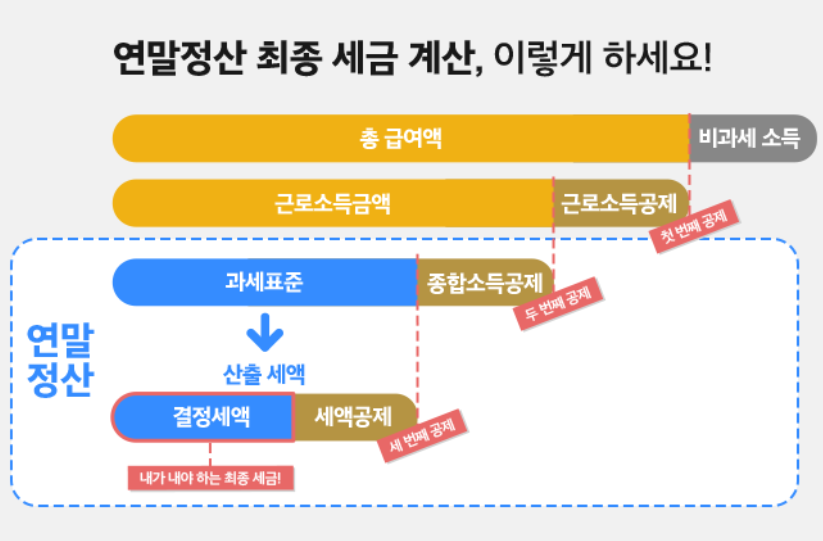 연말정산 최종 세금 계산, 이렇게 하세요!
총 급여액
비과세 소득
근로소득금액
근로소득공제
첫 번째 공제
과세표준
종합소득공제
두 번째 공제
연말
정산
산출 세액
결정세액
세액공제
세 번째 공제
내가 내야 하는 최종 세금!